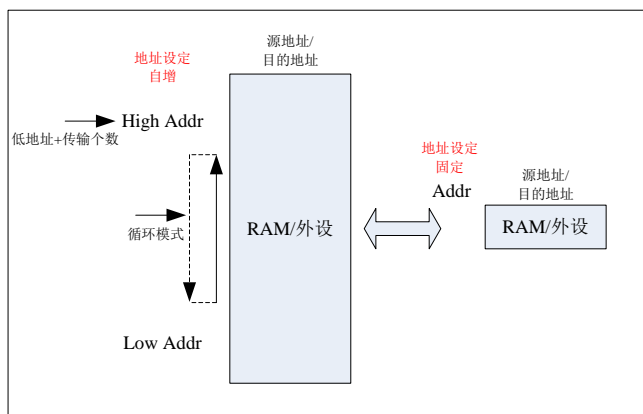 源地址/
目的地址
地址设定
自增
High Addr
低地址+传输个数
地址设定
固定
Addr
源地址/
目的地址
RAM/外设
RAM/外设
循环模式
Low Addr